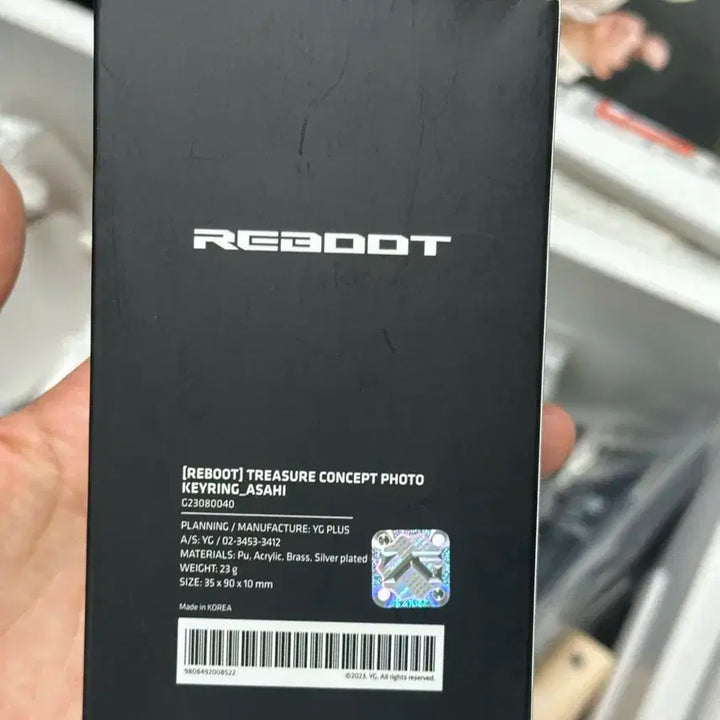 REBOOT
[REBOOT] TREASURE CONCEPT PHOTO
KEYRING_ASAHI
G23080040
PLANNING / MANUFACTURE: YG PLUS
A/S: YG / 02-3453-3412
MATERIALS: Pu, Acrylic, Brass, Silver plated
WEIGHT: 23 g
SIZE: 35 x 90 x 10 mm
Made in KOREA
9808492008522
©2023. YG. All rights reserved.